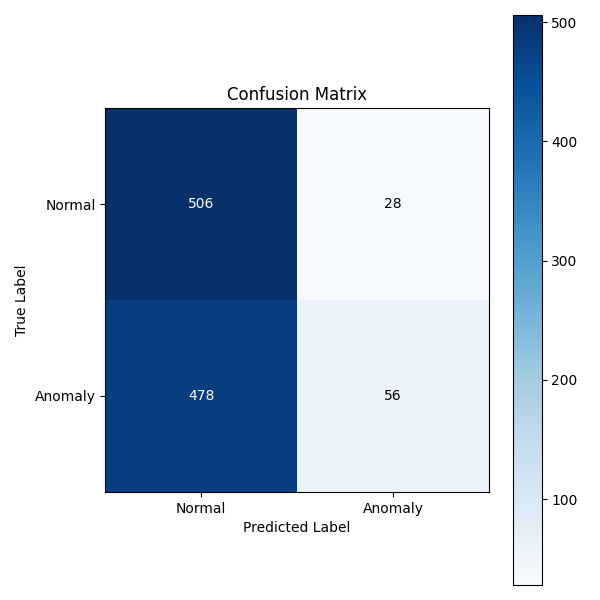 Confusion Matrix
True Label
Normal
Anomaly
506
28
478
56
Normal
Anomaly
Predicted Label
500
400
300
200
100